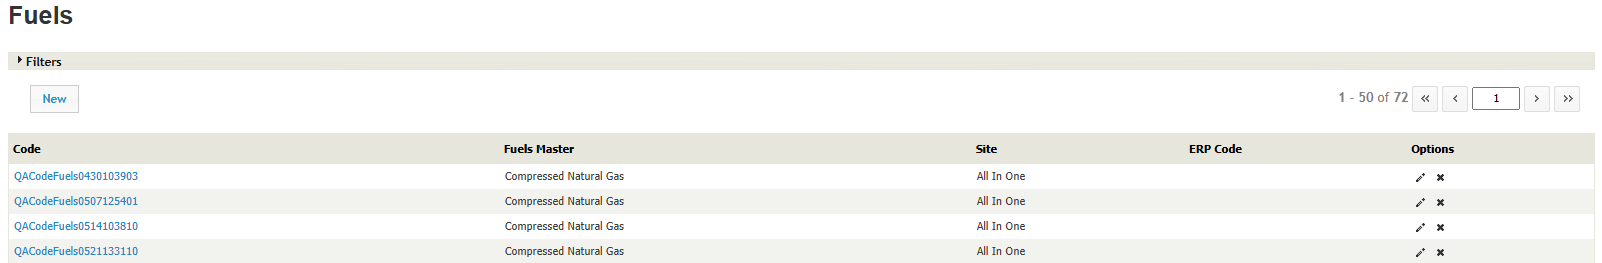 Fuels
Filters
New
1 - 50 of 72 « ‹ 1 › »
Code Fuels Master Site ERP Code Options
QACodeFuels0430103903 Compressed Natural Gas All In One
QACodeFuels0507125401 Compressed Natural Gas All In One
QACodeFuels0514103810 Compressed Natural Gas All In One
QACodeFuels0521133110 Compressed Natural Gas All In One